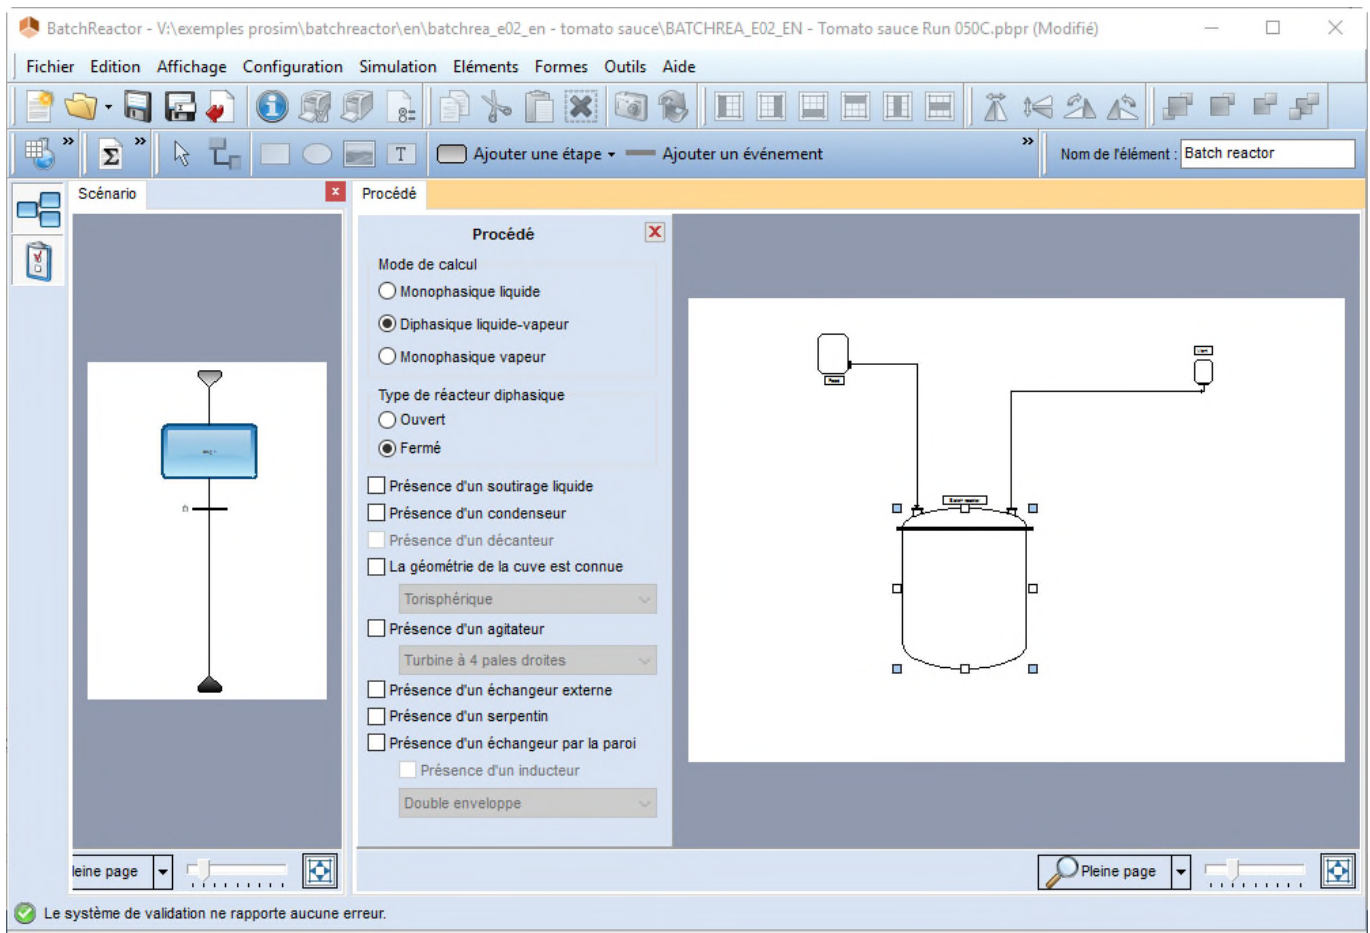 BatchReactor - V:\exemples prosim\batchreactor\en\batchrea_e02_en - tomato sauce\BATCHREA_E02_EN - Tomato sauce Run 050C.pbpr (Modifié)
Fichier Edition Affichage Configuration Simulation Eléments Formes Outils Aide
Ajouter une étape Ajouter un événement Nom de l'élément : Batch reactor
Scénario
Procédé
Procédé
Mode de calcul
Monophasique liquide
Diphasique liquide-vapeur
Monophasique vapeur
Type de réacteur diphasique
Ouvert
Fermé
Présence d'un soutirage liquide
Présence d'un condenseur
Présence d'un décanteur
La géométrie de la cuve est connue
Torisphérique
Présence d'un agitateur
Turbine à 4 pales droites
Présence d'un échangeur externe
Présence d'un serpentin
Présence d'un échangeur par la paroi
Présence d'un inducteur
Double enveloppe
Batch reactor
leine page
Pleine page
Le système de validation ne rapporte aucune erreur.